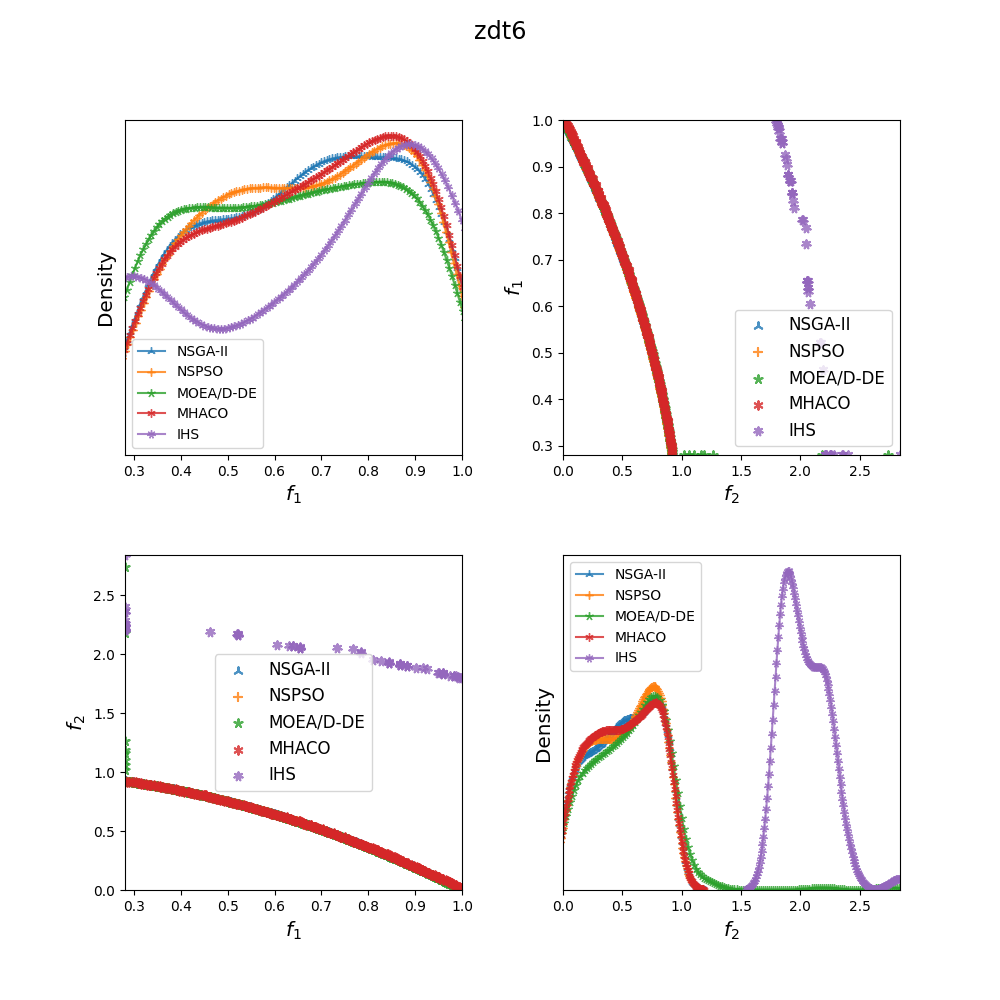 zdt6
Density
NSGA-II
NSPSO
MOEA/D-DE
MHACO
IHS
0.3 0.4 0.5 0.6 0.7 0.8 0.9 1.0
f1
1.0
0.9
0.8
0.7
0.6
0.5
0.4
0.3
f1
NSGA-II
NSPSO
MOEA/D-DE
MHACO
IHS
0.0 0.5 1.0 1.5 2.0 2.5
f2
2.5
2.0
1.5
1.0
0.5
0.0
f2
NSGA-II
NSPSO
MOEA/D-DE
MHACO
IHS
0.3 0.4 0.5 0.6 0.7 0.8 0.9 1.0
f1
Density
NSGA-II
NSPSO
MOEA/D-DE
MHACO
IHS
0.0 0.5 1.0 1.5 2.0 2.5
f2